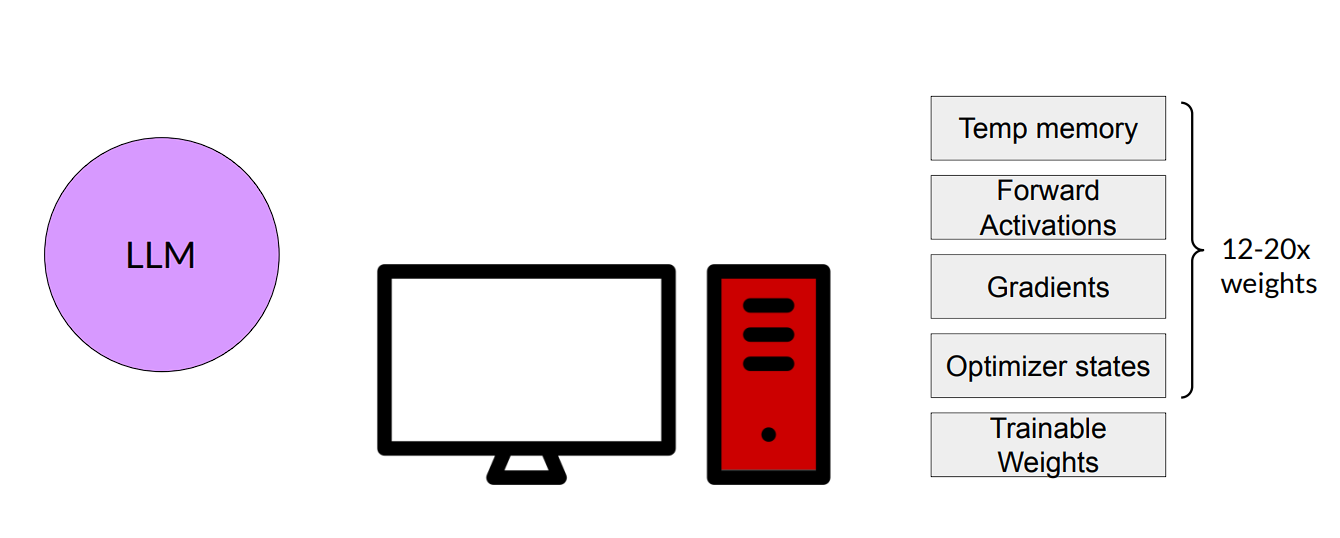 LLM
Temp memory
Forward
Activations
Gradients
Optimizer states
Trainable
Weights
12-20x
weights